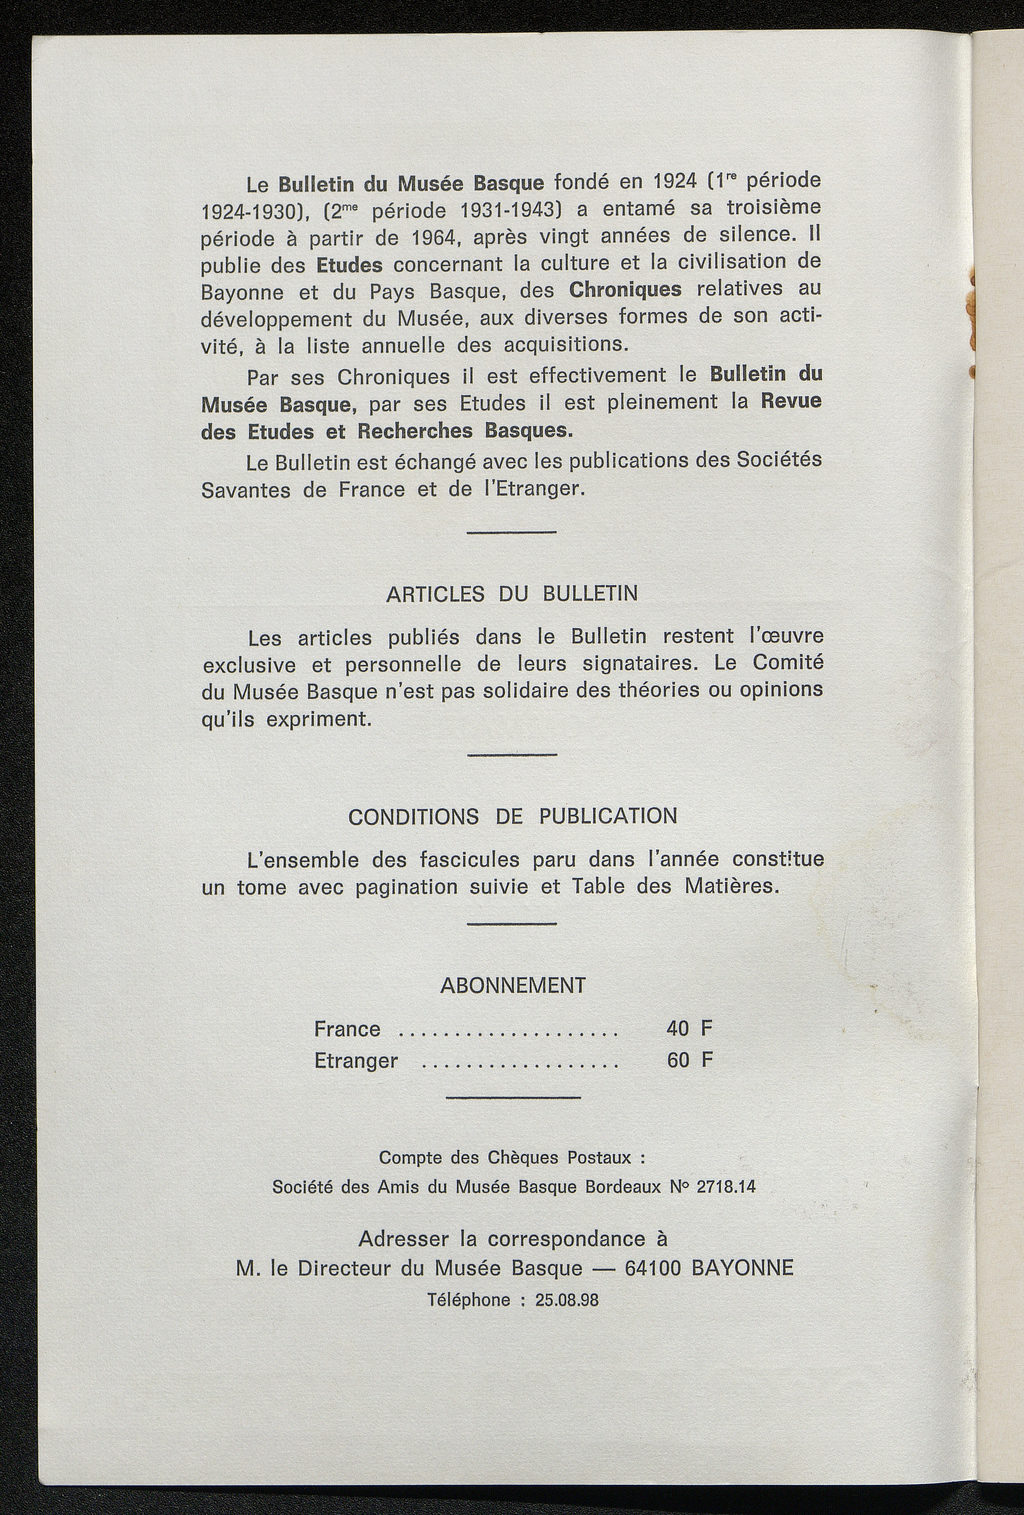 Le Bulletin du Musée Basque fondé en 1924 (1re période
1924-1930), (2me période 1931-1943) a entamé sa troisième
période à partir de 1964, après vingt années de silence. Il
publie des Etudes concernant la culture et la civilisation de
Bayonne et du Pays Basque, des Chroniques relatives au
développement du Musée, aux diverses formes de son acti-
vité, à la liste annuelle des acquisitions.
Par ses Chroniques il est effectivement le Bulletin du
Musée Basque, par ses Etudes il est pleinement la Revue
des Etudes et Recherches Basques.
Le Bulletin est échangé avec les publications des Sociétés
Savantes de France et de l'Etranger.
ARTICLES DU BULLETIN
Les articles publiés dans le Bulletin restent l'œuvre
exclusive et personnelle de leurs signataires. Le Comité
du Musée Basque n'est pas solidaire des théories ou opinions
qu'ils expriment.
CONDITIONS DE PUBLICATION
L'ensemble des fascicules paru dans l'année constitue
un tome avec pagination suivie et Table des Matières.
ABONNEMENT
France .................... 40 F
Etranger .................. 60 F
Compte des Chèques Postaux :
Société des Amis du Musée Basque Bordeaux N° 2718.14
Adresser la correspondance à
M. le Directeur du Musée Basque — 64100 BAYONNE
Téléphone : 25.08.98